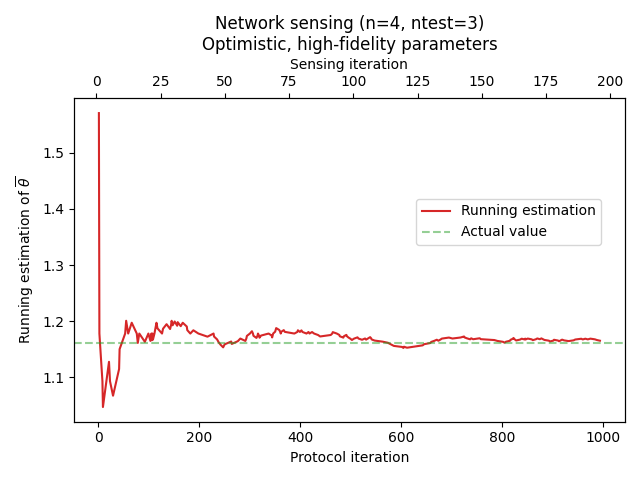 Network sensing (n=4, ntest=3)
Optimistic, high-fidelity parameters
Sensing iteration
0 25 50 75 100 125 150 175 200
1.5
1.4
1.3
1.2
1.1
Running estimation of θ̅
Running estimation
Actual value
0 200 400 600 800 1000
Protocol iteration